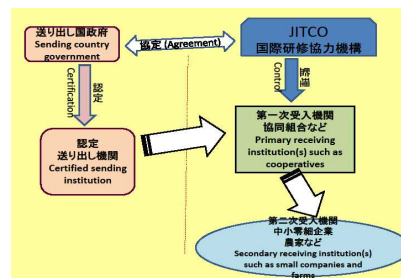 送り出し国政府
Sending country
government
協定 (Agreement)
JITCO
国際研修協力機構
Certification
認定
監理
Control
認定
送り出し機関
Certified sending
institution
第一次受入機関
協同組合など
Primary receiving
institution(s) such as
cooperatives
第二次受入機関
中小零細企業
農家など
Secondary receiving institution(s)
such as small companies and
farms